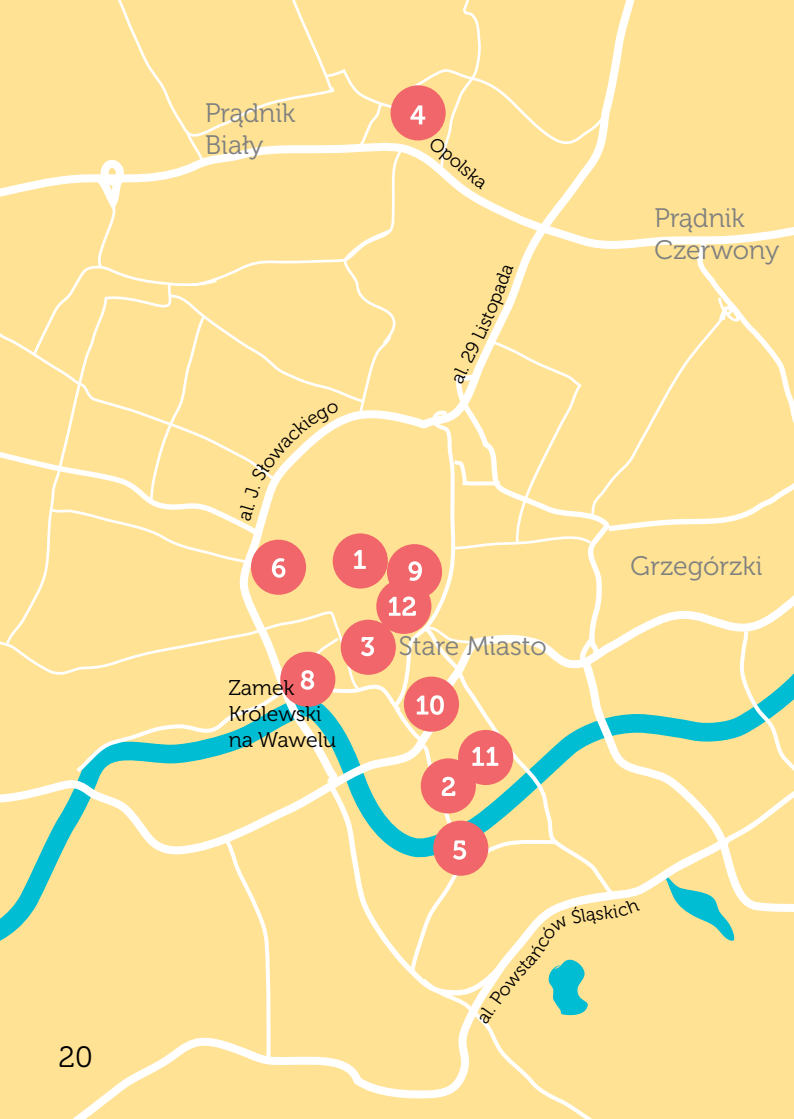 4
Prądnik
Biały
Opolska
Prądnik
Czerwony
al. 29 Listopada
al. J. Słowackiego
1
6
9
Grzegórzki
12
3
Stare Miasto
8
Zamek
Królewski
na Wawelu
10
11
2
5
al. Powstańców Śląskich
20